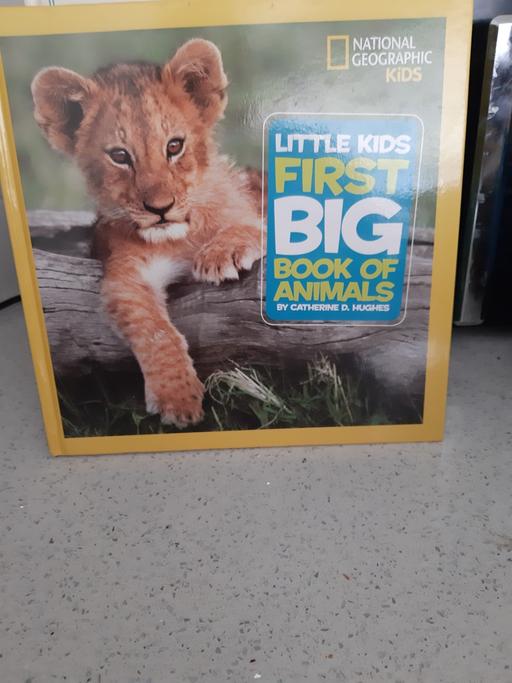 NATIONAL
GEOGRAPHIC
KiDS
LITTLE KIDS
FIRST
BIG
BOOK OF
ANIMALS
BY CATHERINE D. HUGHES